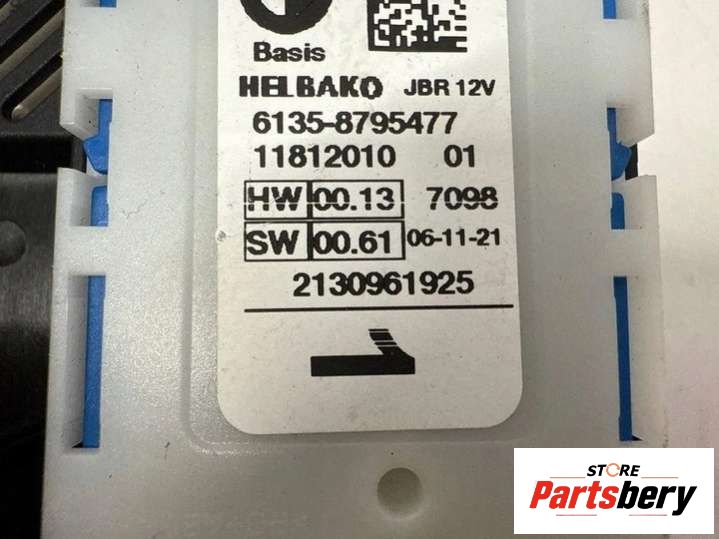 Basis
HELBAKO JBR 12V
6135-8795477
11812010 01
HW 00.13 7098
SW 00.61 06-11-21
2130961925
1
STORE
Partsbery